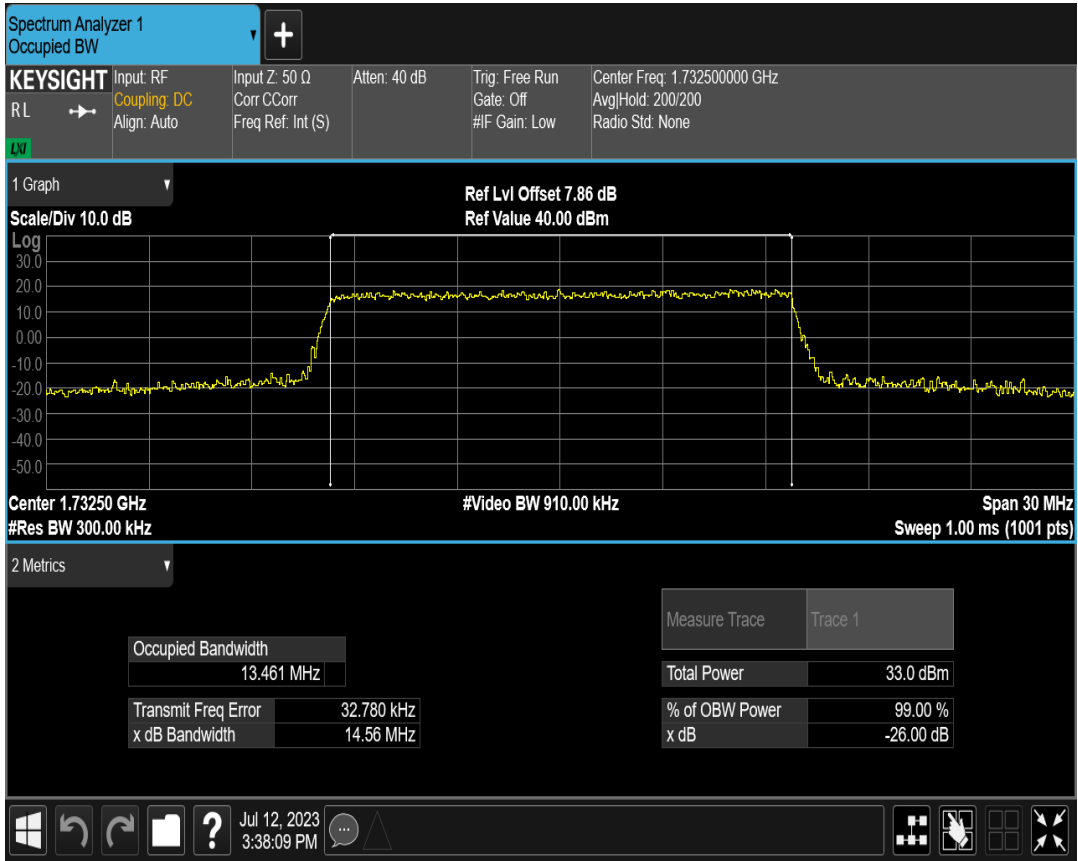 Spectrum Analyzer 1
Occupied BW
+
KEYSIGHT
R L
LXI
Input: RF
Coupling: DC
Align: Auto
Input Z: 50 Ω
Corr CCorr
Freq Ref: Int (S)
Atten: 40 dB
Trig: Free Run
Gate: Off
#IF Gain: Low
Center Freq: 1.732500000 GHz
Avg|Hold: 200/200
Radio Std: None
1 Graph
Scale/Div 10.0 dB
Ref Lvl Offset 7.86 dB
Ref Value 40.00 dBm
Log
30.0
20.0
10.0
0.00
-10.0
-20.0
-30.0
-40.0
-50.0
Center 1.73250 GHz
#Res BW 300.00 kHz
#Video BW 910.00 kHz
Span 30 MHz
Sweep 1.00 ms (1001 pts)
2 Metrics
Measure Trace Trace 1
Occupied Bandwidth
13.461 MHz
Total Power 33.0 dBm
Transmit Freq Error 32.780 kHz
% of OBW Power 99.00 %
x dB Bandwidth 14.56 MHz
x dB -26.00 dB
?
Jul 12, 2023
3:38:09 PM